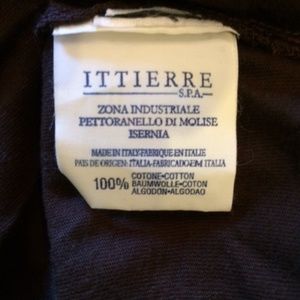 ITTIERRE
S.P.A.
ZONA INDUSTRIALE
PETTORANELLO DI MOLISE
ISERNIA
MADE IN ITALY-FABRIQUE EN ITALIE
PAIS DE ORIGEN: ITALIA-FABRICADO EM ITALIA
100% COTONE-COTTON
BAUMWOLLE-COTON
ALGODON-ALGODAO